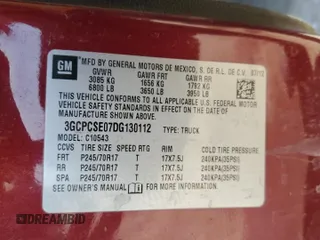 GM
MFD BY GENERAL MOTORS DE MEXICO, S. DE R.L. DE C.V. 07/12
GVWR GAWR FRT GAWR RR
3085 KG 1656 KG 1792 KG
6800 LB 3650 LB 3950 LB
THIS VEHICLE CONFORMS TO ALL APPLICABLE FEDERAL
MOTOR VEHICLE SAFETY STANDARDS IN EFFECT ON THE DATE OF
MANUFACTURE SHOWN ABOVE.
3GCPCSE07DG130112 TYPE: TRUCK
MODEL: C10543
CCVS TIRE SIZE SPEED RTG RIM COLD TIRE PRESSURE
FRT P245/70R17 T 17X7.5J 240KPA(35PSI)
RR P245/70R17 T 17X7.5J 240KPA(35PSI)
SPA P245/70R17 T 17X7.5J 240KPA(35PSI)
BIDARCHIVE